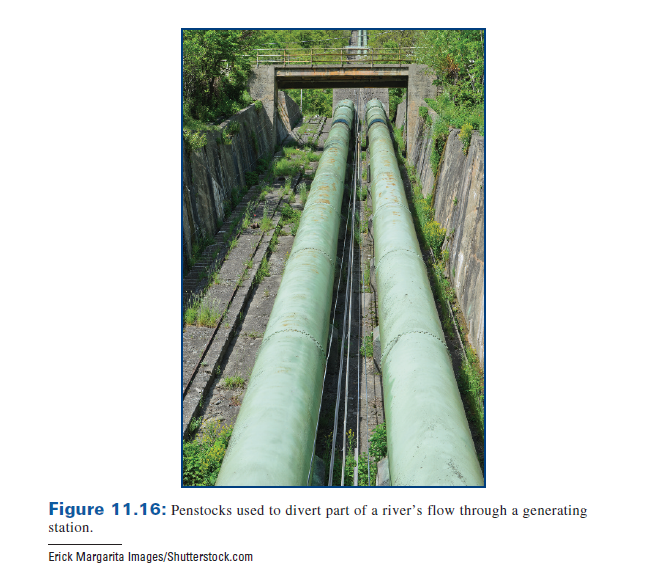 Figure 11.16: Penstocks used to divert part of a river’s flow through a generating
station.
Erick Margarita Images/Shutterstock.com